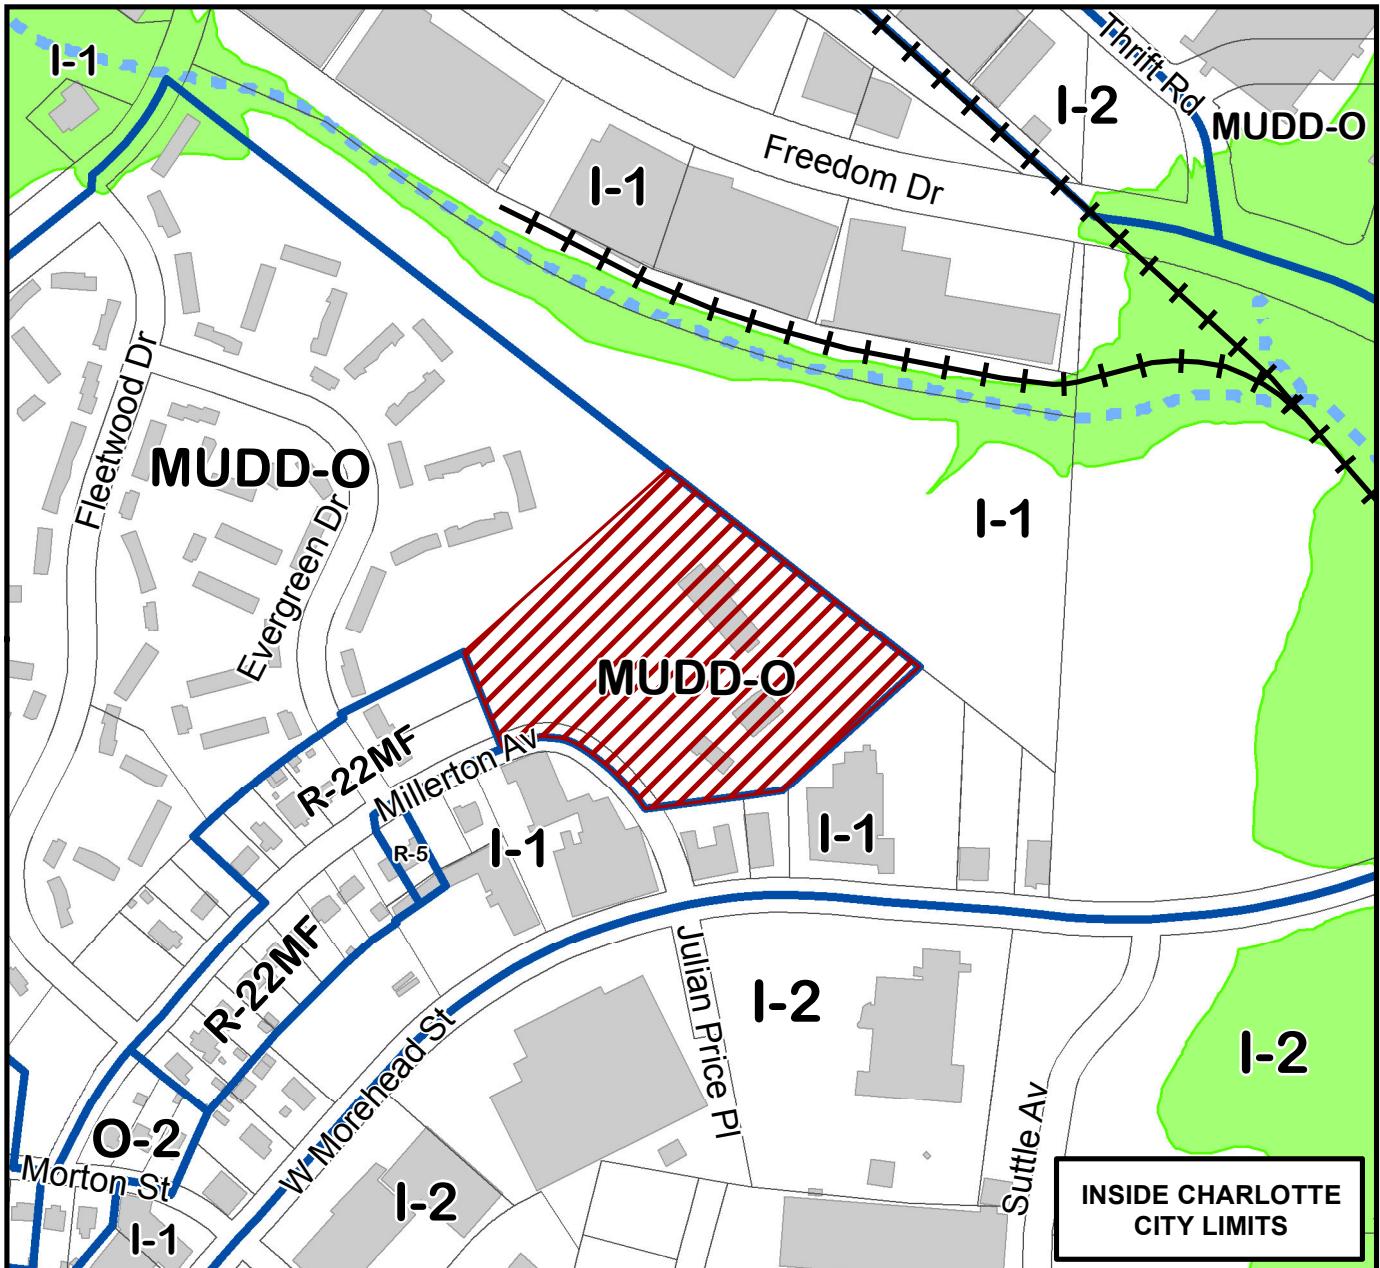 I-1
Thrift Rd
I-2
MUDD-O
Freedom Dr
I-1
Fleetwood Dr
MUDD-O
Evergreen Dr
I-1
MUDD-O
R-22MF
Millerton Av
I-1
R-5
I-1
R-22MF
Julian Price Pl
I-2
W Morehead St
I-2
Suttle Av
O-2
Morton St
I-2
I-1
INSIDE CHARLOTTE
CITY LIMITS